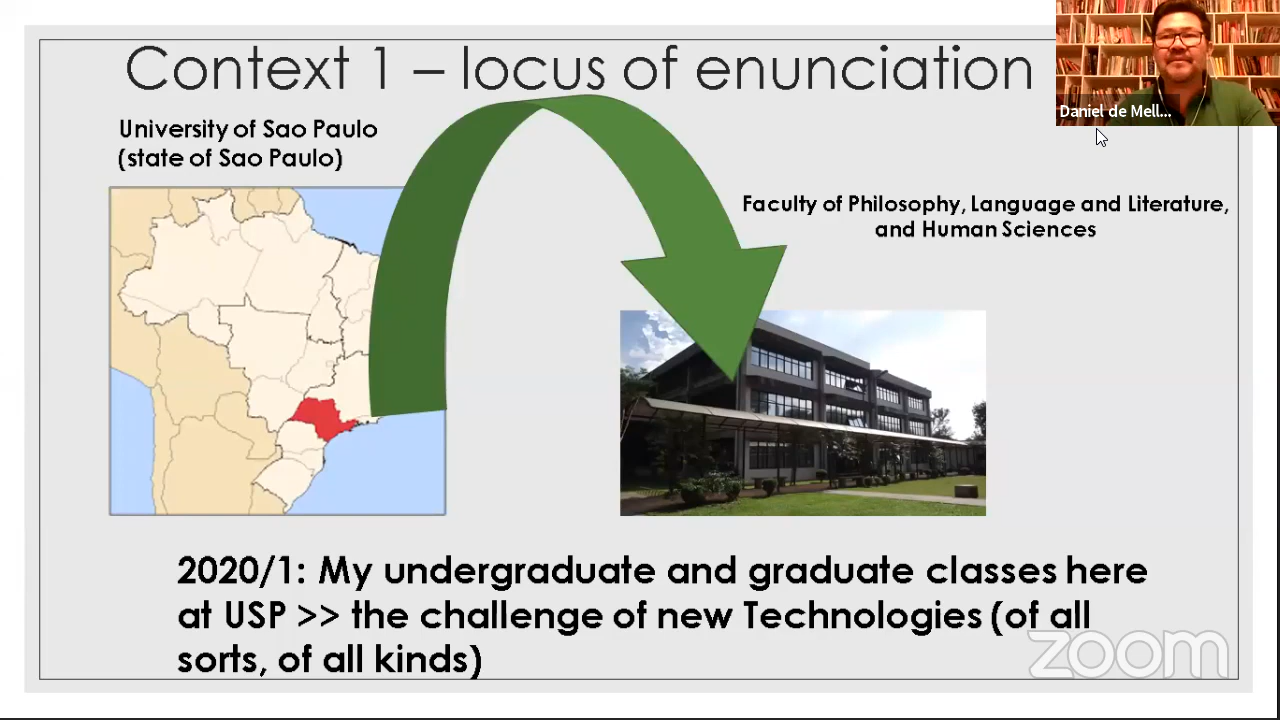 Context 1 – locus of enunciation
Daniel de Mell...
University of Sao Paulo
(state of Sao Paulo)
Faculty of Philosophy, Language and Literature,
and Human Sciences
2020/1: My undergraduate and graduate classes here
at USP >> the challenge of new Technologies (of all
sorts, of all kinds)
zoom